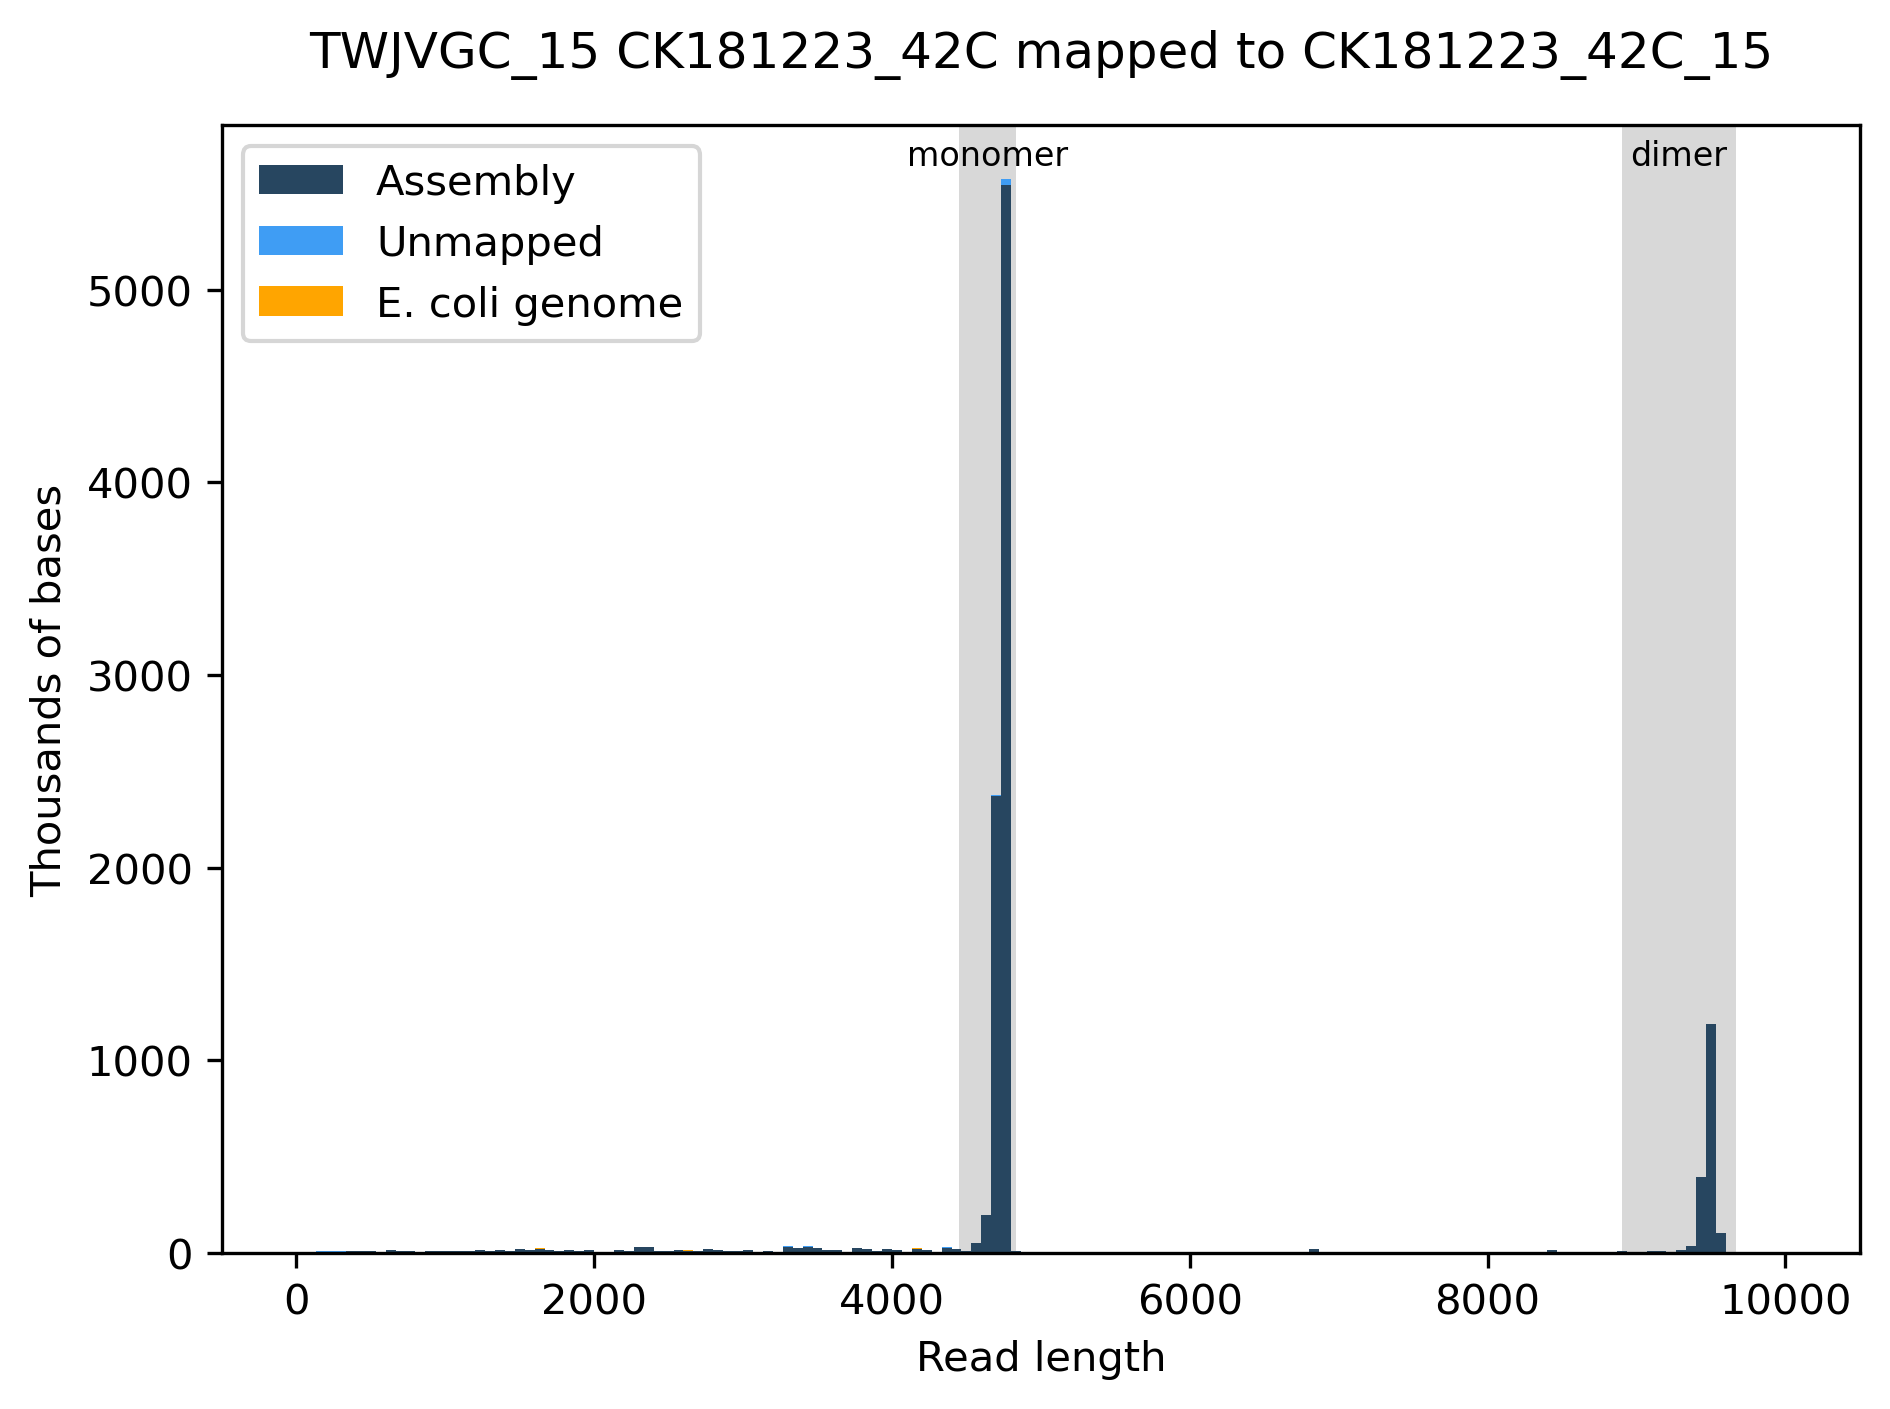 TWJVGC_15 CK181223_42C mapped to CK181223_42C_15
monomer
dimer
Assembly
Unmapped
E. coli genome
Thousands of bases
5000
4000
3000
2000
1000
0
0 2000 4000 6000 8000 10000
Read length